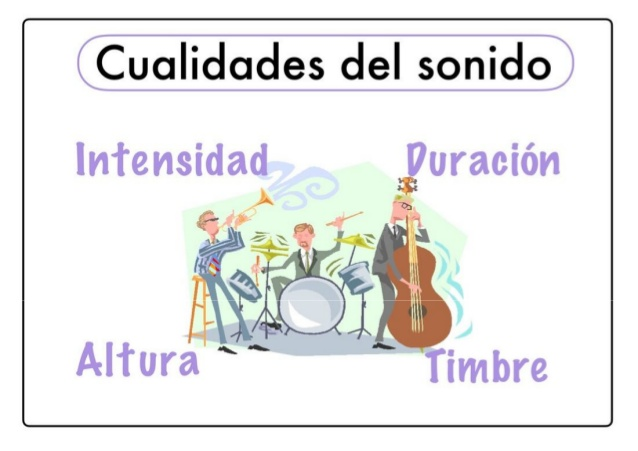 Cualidades del sonido
Intensidad
Duración
Altura
Timbre